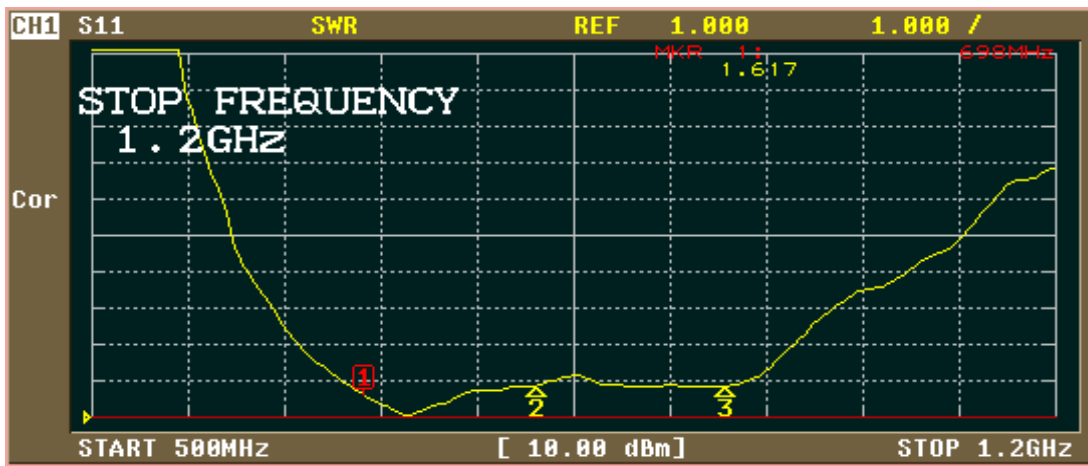 CH1 S11 SWR REF 1.000 1.000 /
MKR 1: 698MHz
1.617
STOP FREQUENCY
1.2GHz
Cor
1
2 3
START 500MHz [ 10.00 dBm] STOP 1.2GHz